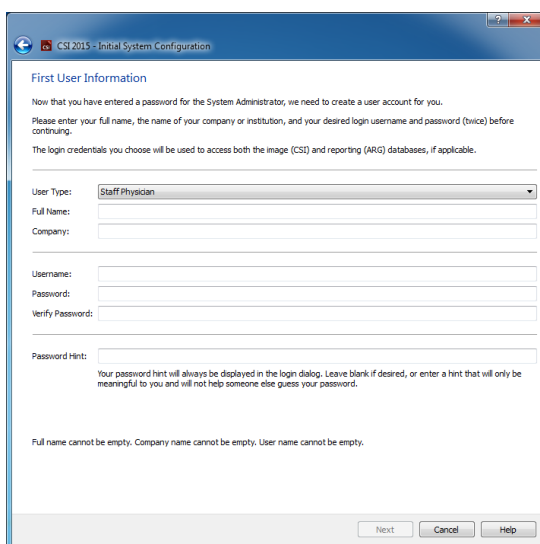 CSI 2015 - Initial System Configuration
First User Information
Now that you have entered a password for the System Administrator, we need to create a user account for you.
Please enter your full name, the name of your company or institution, and your desired login username and password (twice) before
continuing.
The login credentials you choose will be used to access both the image (CSI) and reporting (ARG) databases, if applicable.
User Type: Staff Physician
Full Name:
Company:
Username:
Password:
Verify Password:
Password Hint:
Your password hint will always be displayed in the login dialog. Leave blank if desired, or enter a hint that will only be
meaningful to you and will not help someone else guess your password.
Full name cannot be empty. Company name cannot be empty. User name cannot be empty.
Next Cancel Help